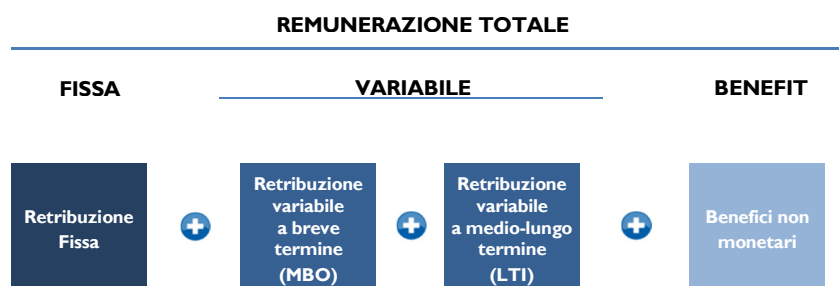 REMUNERAZIONE TOTALE
FISSA
VARIABILE
BENEFIT
Retribuzione
Fissa
Retribuzione
variabile
a breve
termine
(MBO)
Retribuzione
variabile
a medio-lungo
termine
(LTI)
Benefici non
monetari